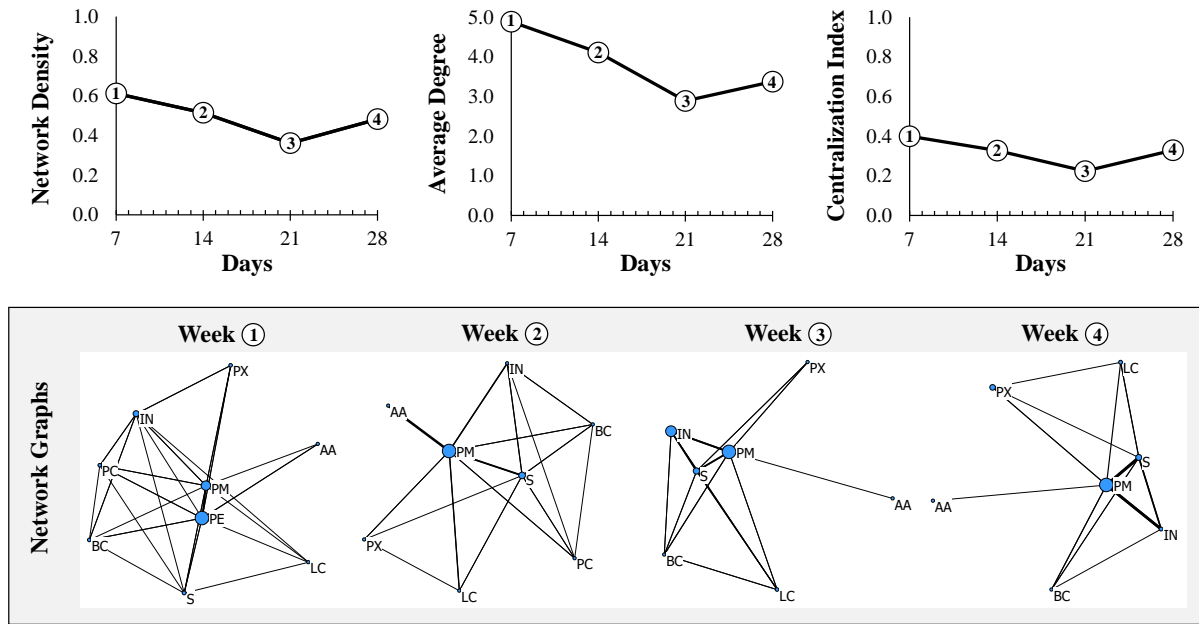 Network Density
1.0
0.8
0.6
0.4
0.2
0.0
1
2
3
4
7 14 21 28
Days
Average Degree
5.0
4.0
3.0
2.0
1.0
0.0
1
2
3
4
7 14 21 28
Days
Centralization Index
1.0
0.8
0.6
0.4
0.2
0.0
1
2
3
4
7 14 21 28
Days
Network Graphs
Week 1
PX
IN
AA
PC
PM
PE
BC
LC
S
Week 2
IN
AA
BC
PM
S
PX
PC
LC
Week 3
PX
IN
PM
S
AA
BC
LC
Week 4
LC
PX
S
PM
AA
IN
BC